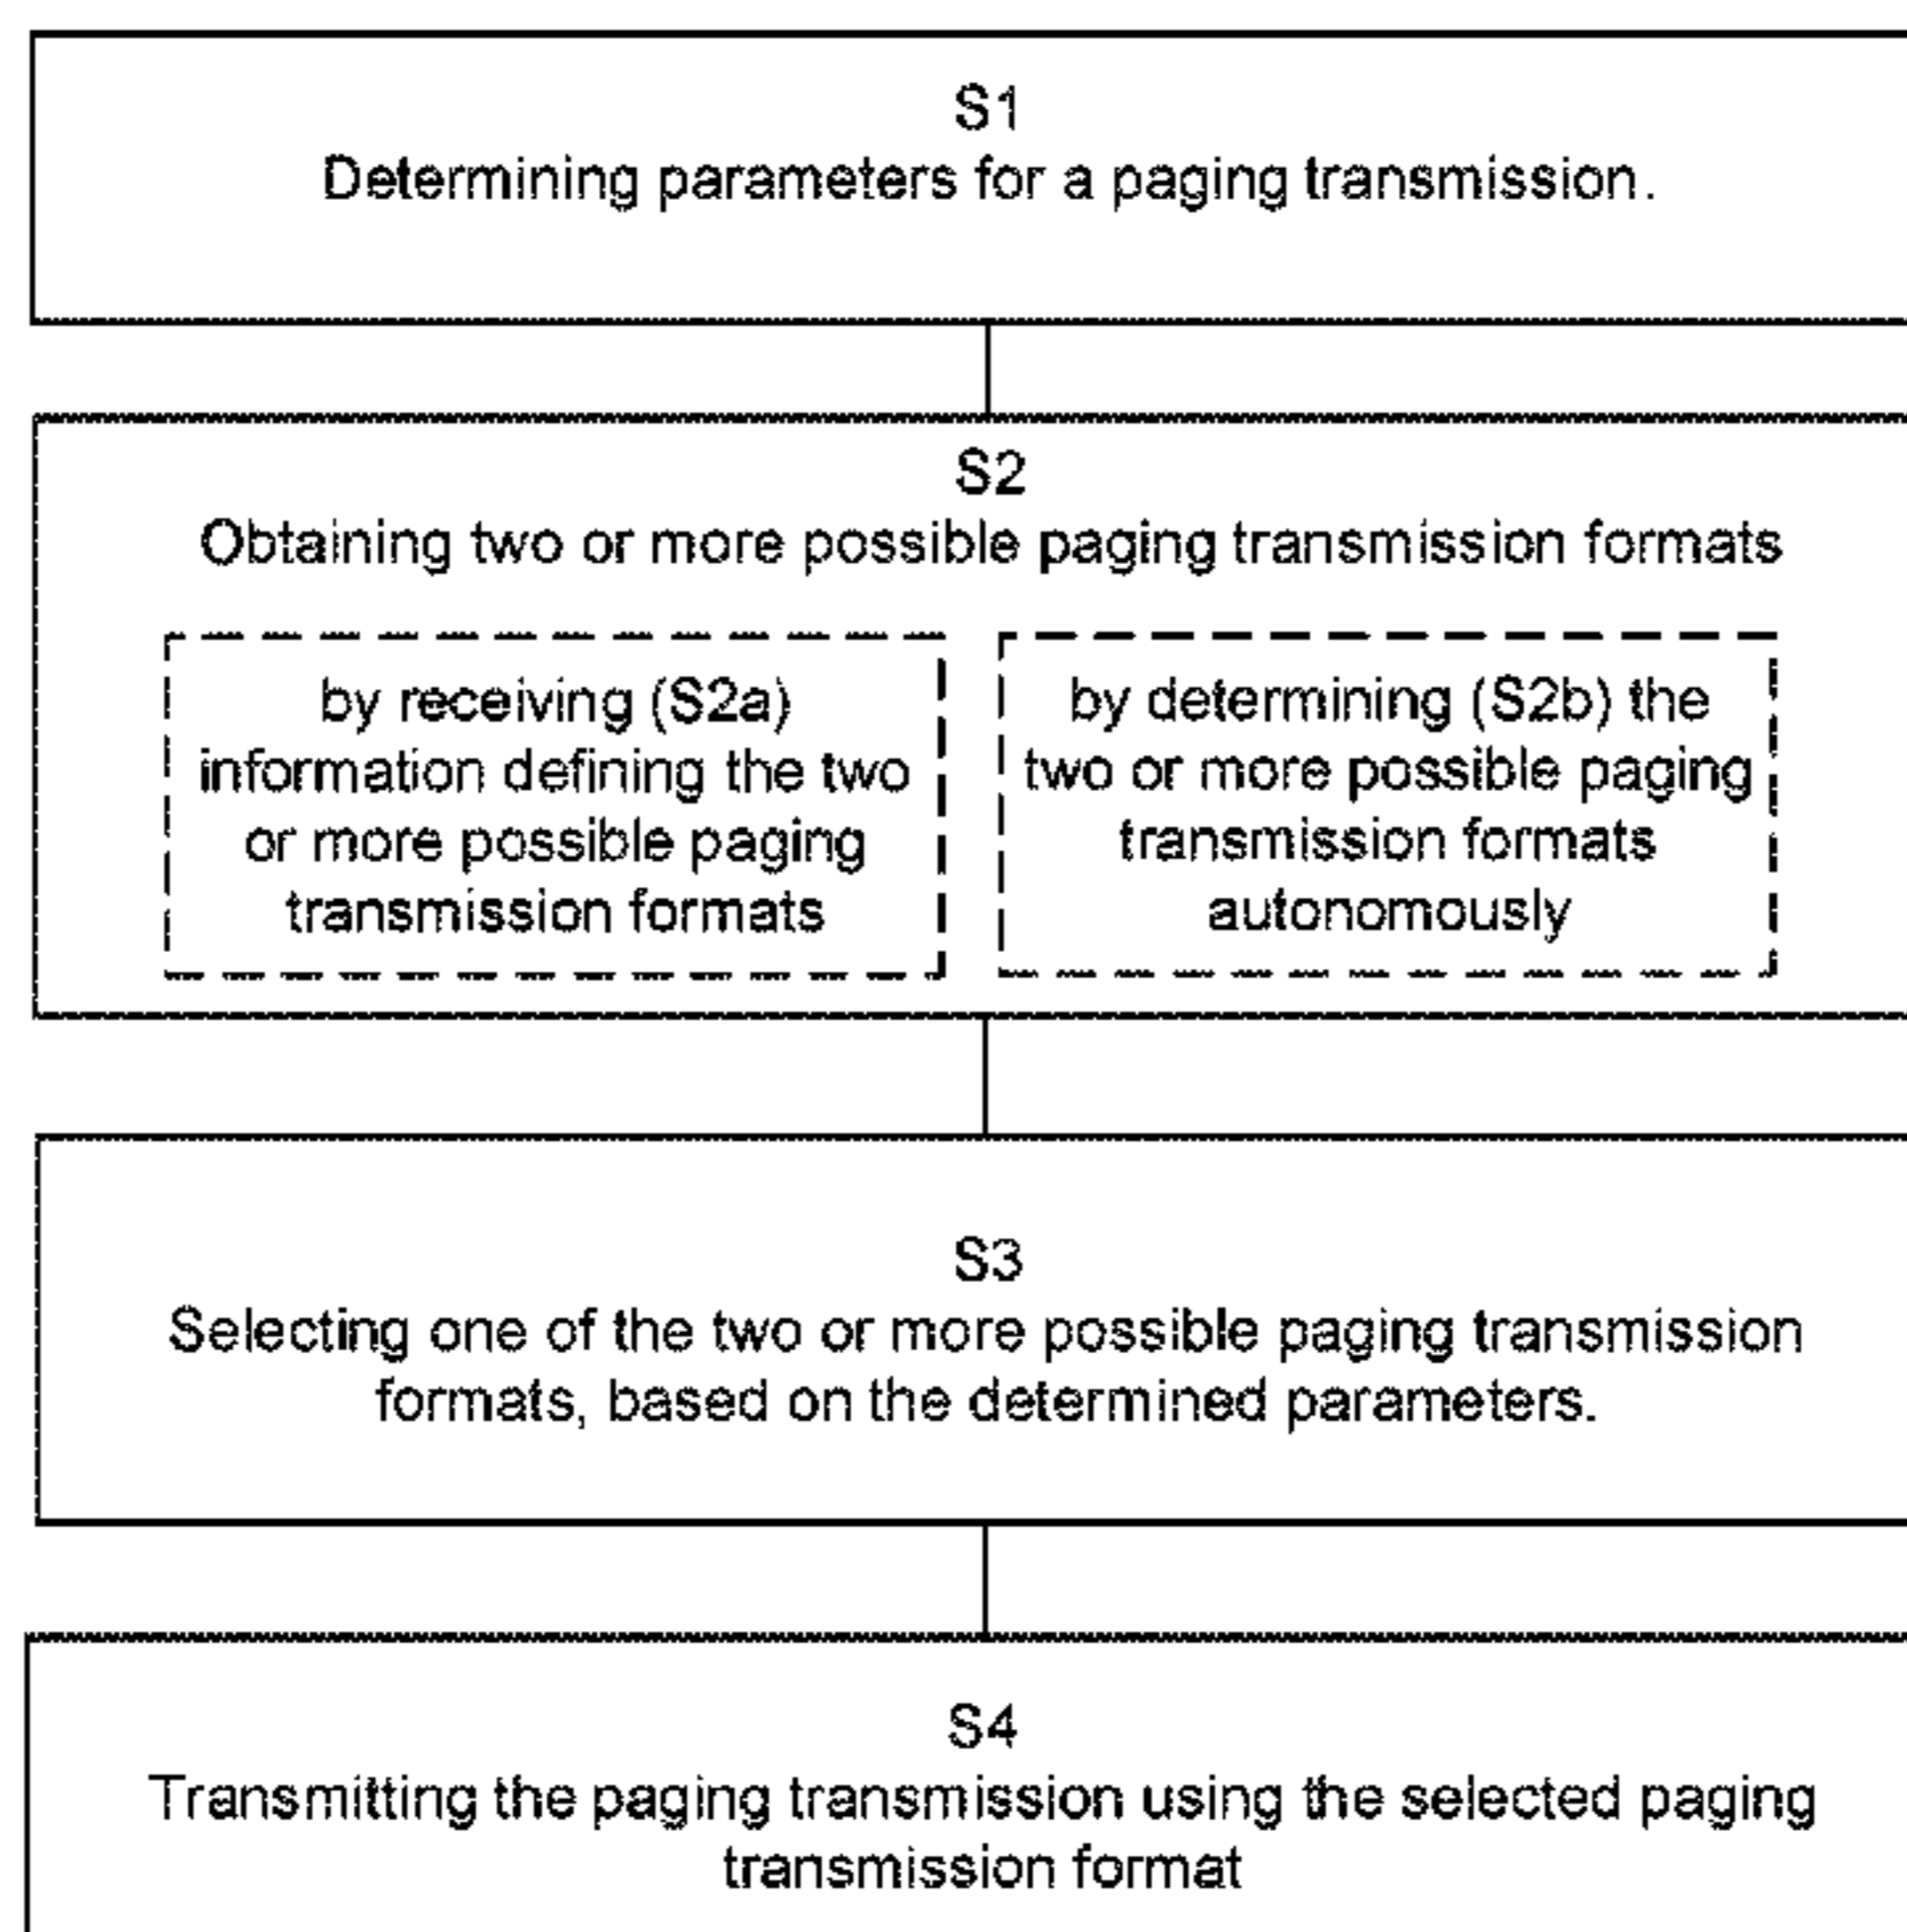 S1
Determining parameters for a paging transmission.
S2
Obtaining two or more possible paging transmission formats
by receiving (S2a)
information defining the two
or more possible paging
transmission formats
by determining (S2b) the
two or more possible paging
transmission formats
autonomously
S3
Selecting one of the two or more possible paging transmission
formats, based on the determined parameters.
S4
Transmitting the paging transmission using the selected paging
transmission format